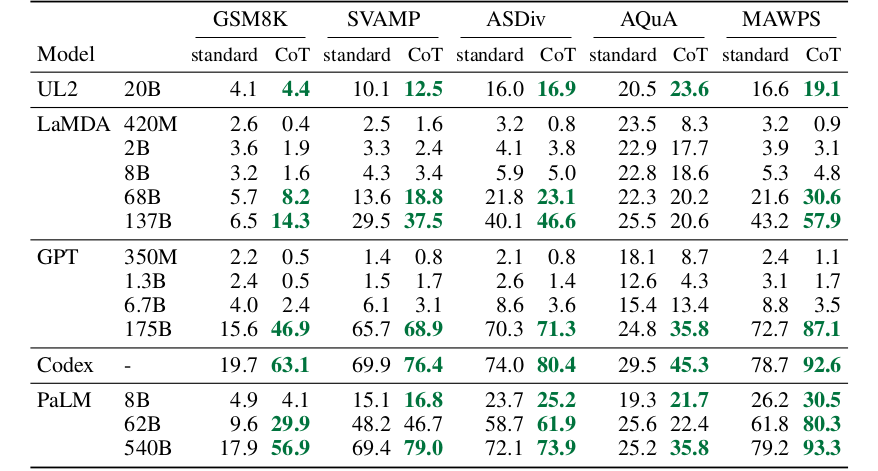 GSM8K SVAMP ASDiv AQuA MAWPS
Model standard CoT standard CoT standard CoT standard CoT standard CoT
UL2 20B 4.1 4.4 10.1 12.5 16.0 16.9 20.5 23.6 16.6 19.1
LaMDA 420M 2.6 0.4 2.5 1.6 3.2 0.8 23.5 8.3 3.2 0.9
2B 3.6 1.9 3.3 2.4 4.1 3.8 22.9 17.7 3.9 3.1
8B 3.2 1.6 4.3 3.4 5.9 5.0 22.8 18.6 5.3 4.8
68B 5.7 8.2 13.6 18.8 21.8 23.1 22.3 20.2 21.6 30.6
137B 6.5 14.3 29.5 37.5 40.1 46.6 25.5 20.6 43.2 57.9
GPT 350M 2.2 0.5 1.4 0.8 2.1 0.8 18.1 8.7 2.4 1.1
1.3B 2.4 0.5 1.5 1.7 2.6 1.4 12.6 4.3 3.1 1.7
6.7B 4.0 2.4 6.1 3.1 8.6 3.6 15.4 13.4 8.8 3.5
175B 15.6 46.9 65.7 68.9 70.3 71.3 24.8 35.8 72.7 87.1
Codex - 19.7 63.1 69.9 76.4 74.0 80.4 29.5 45.3 78.7 92.6
PaLM 8B 4.9 4.1 15.1 16.8 23.7 25.2 19.3 21.7 26.2 30.5
62B 9.6 29.9 48.2 46.7 58.7 61.9 25.6 22.4 61.8 80.3
540B 17.9 56.9 69.4 79.0 72.1 73.9 25.2 35.8 79.2 93.3